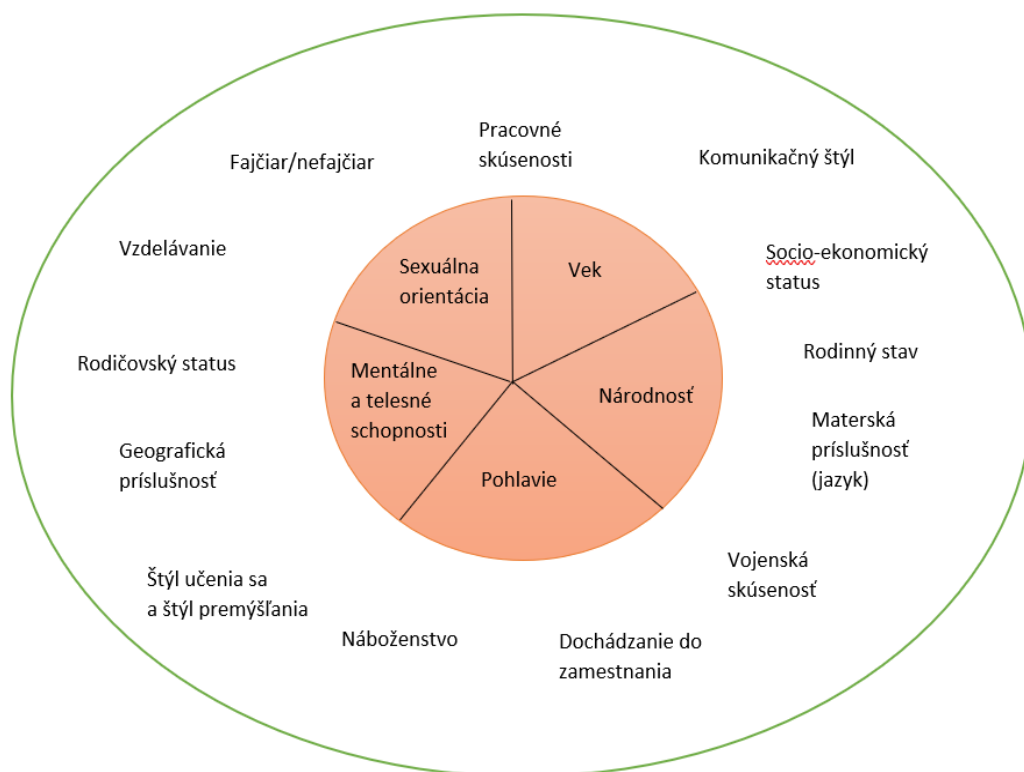 Pracovné
skúsenosti
Fajčiar/nefajčiar
Komunikačný štýl
Vzdelávanie
Socio-ekonomický
status
Sexuálna
orientácia
Vek
Rodičovský status
Rodinný stav
Mentálne
a telesné
schopnosti
Národnosť
Materská
príslušnosť
(jazyk)
Geografická
príslušnosť
Pohlavie
Vojenská
skúsenosť
Štýl učenia sa
a štýl premýšľania
Náboženstvo
Dochádzanie do
zamestnania